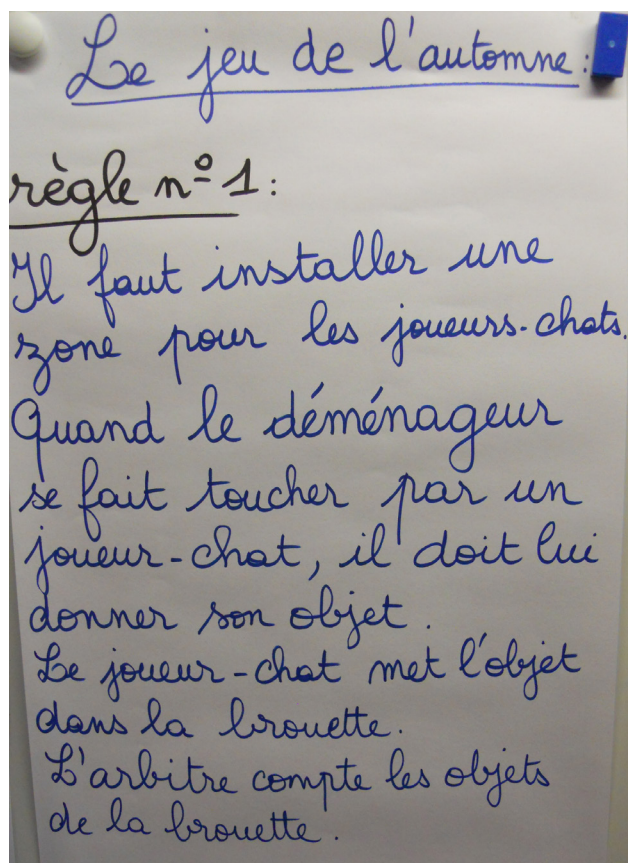 Le jeu de l'automne:
règle nº 1:
Il faut installer une
zone pour les joueurs-chats.
Quand le déménageur
se fait toucher par un
joueur-chat, il doit lui
donner son objet.
Le joueur-chat met l'objet
dans la brouette.
L'arbitre compte les objets
de la brouette.